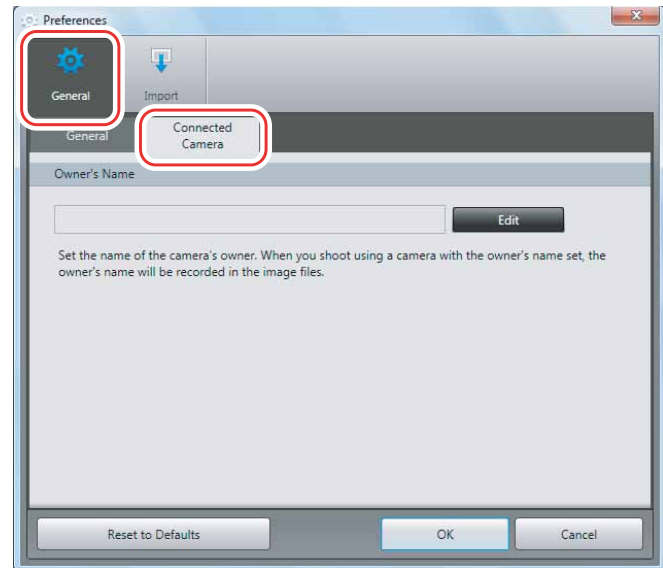 Preferences
General
Import
General
Connected
Camera
Owner's Name
Edit
Set the name of the camera's owner. When you shoot using a camera with the owner's name set, the
owner's name will be recorded in the image files.
Reset to Defaults
OK
Cancel